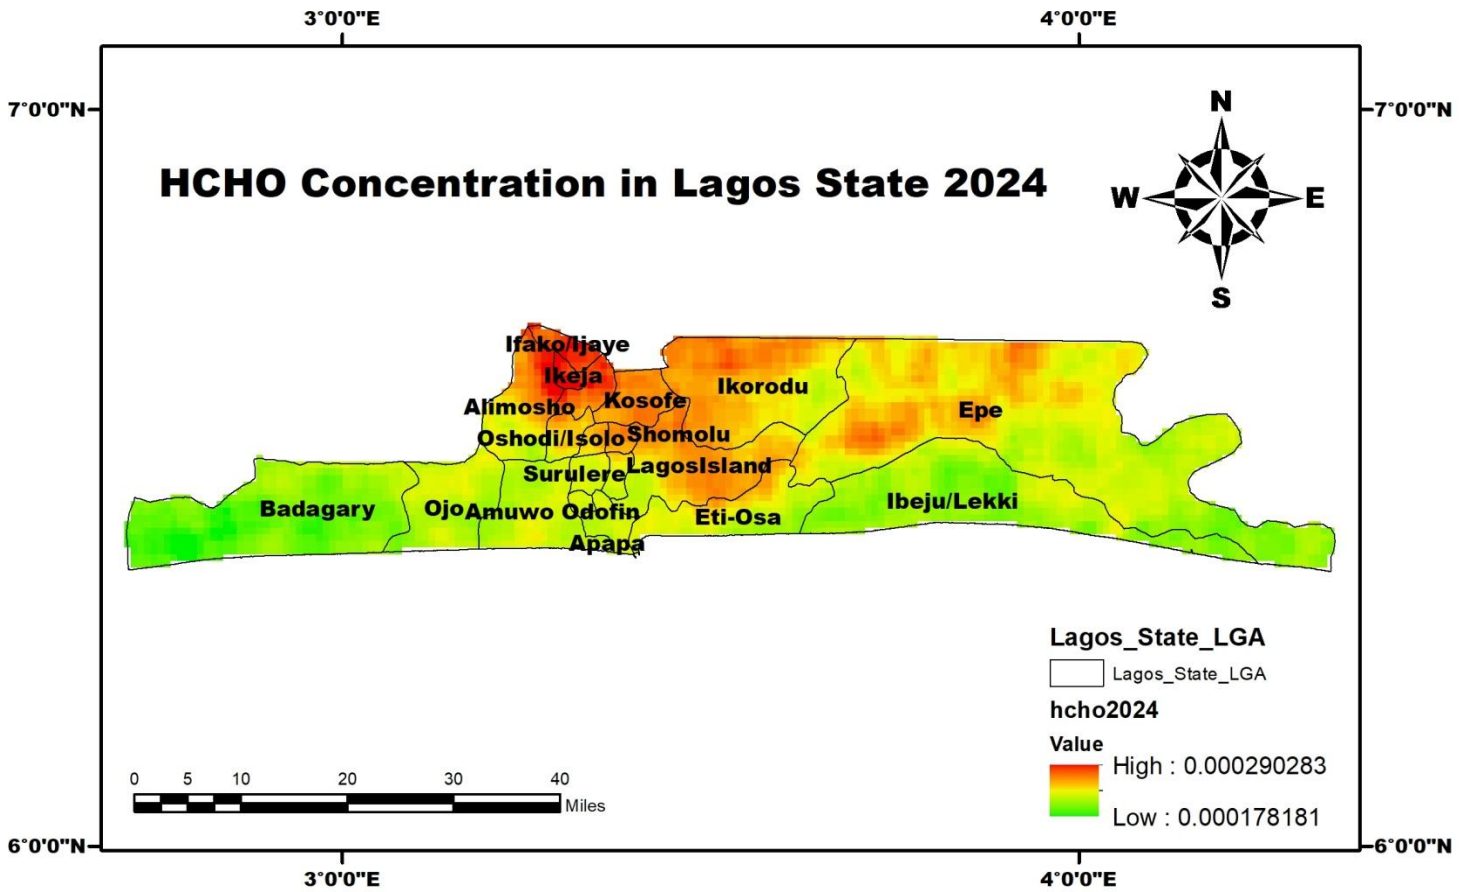 3°0'0"E 4°0'0"E
7°0'0"N 7°0'0"N
N
HCHO Concentration in Lagos State 2024
W E
S
Ifako/Ijaye
Ikeja
Ikorodu
Kosofe
Alimosho
Epe
Oshodi/Isolo Shomolu
LagosIsland
Surulere
Ibeju/Lekki
Badagary
Ojo Amuwo Odofin
Eti-Osa
Apapa
Lagos_State_LGA
Lagos_State_LGA
hcho2024
Value
High : 0.000290283
Low : 0.000178181
0 5 10 20 30 40
Miles
6°0'0"N 6°0'0"N
3°0'0"E 4°0'0"E